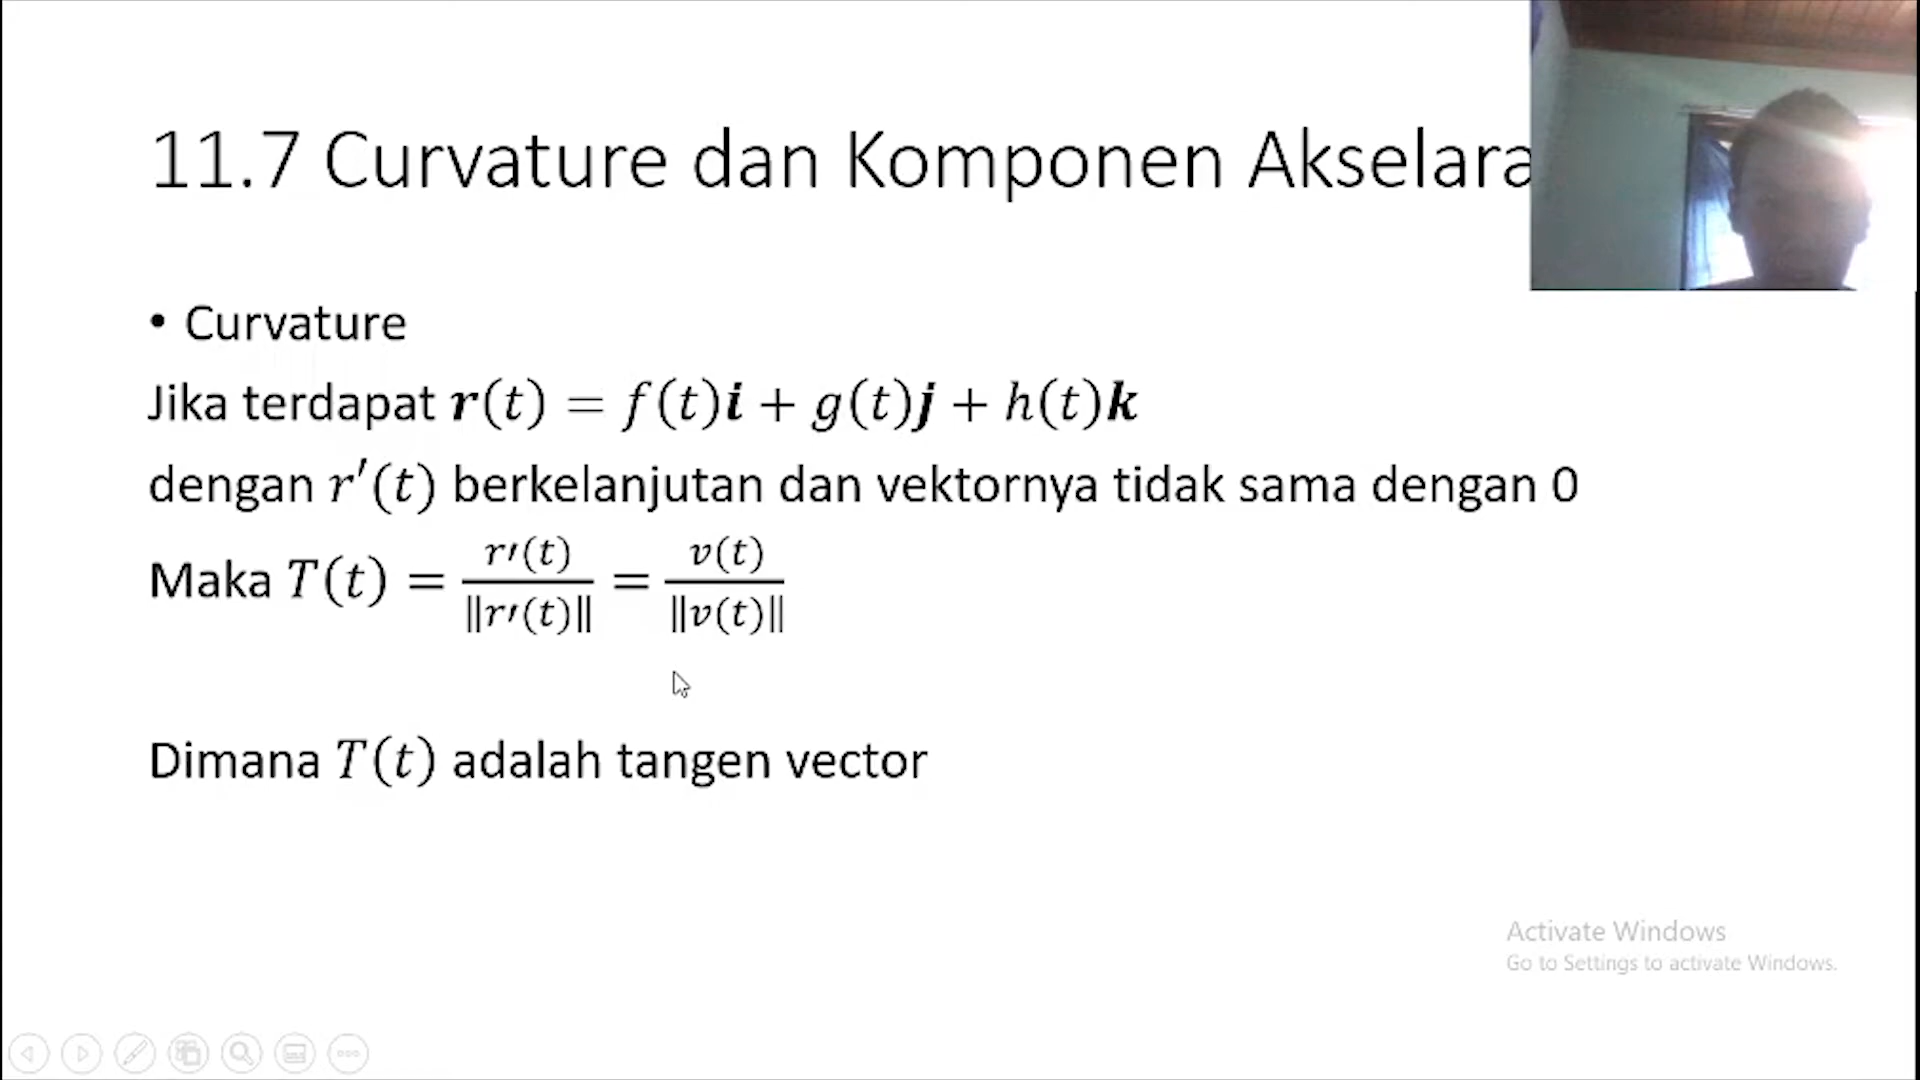 11.7 Curvature dan Komponen Akselara
• Curvature
Jika terdapat r(t) = f(t)i + g(t)j + h(t)k
dengan r′(t) berkelanjutan dan vektornya tidak sama dengan 0
Maka T(t) = r′(t)/‖r′(t)‖ = v(t)/‖v(t)‖
Dimana T(t) adalah tangen vector
Activate Windows
Go to Settings to activate Windows.